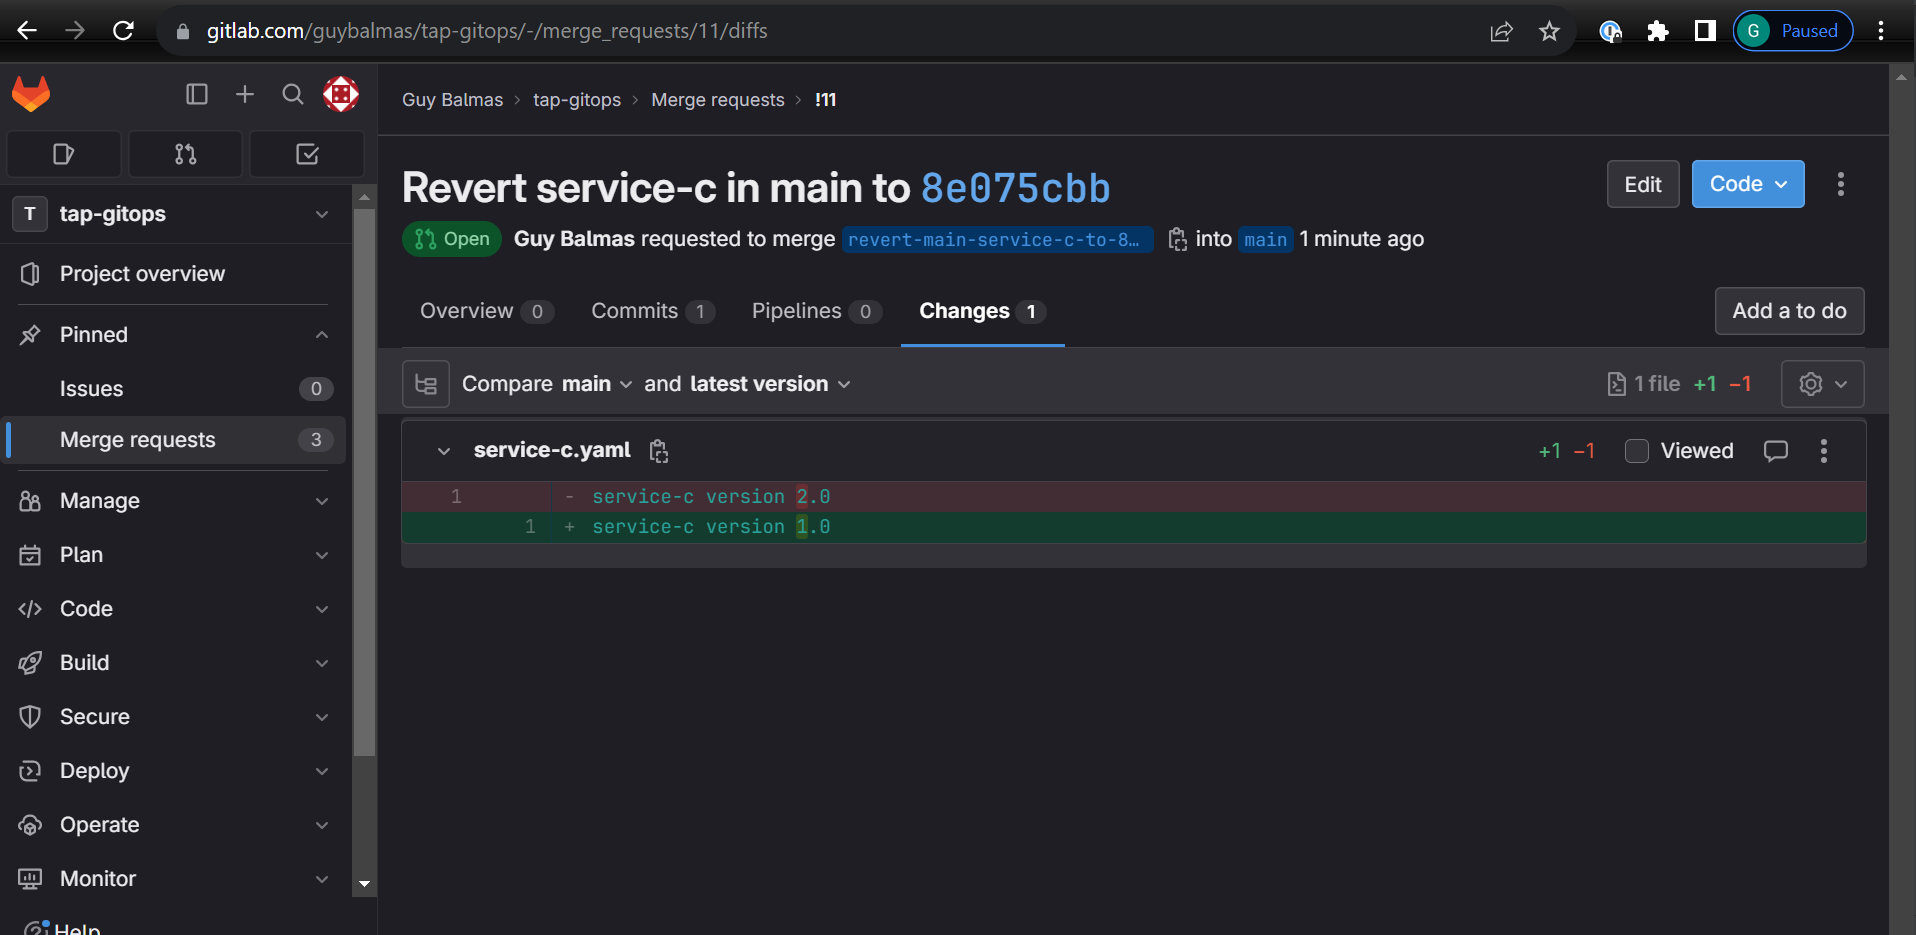 gitlab.com/guybalmas/tap-gitops/-/merge_requests/11/diffs
G Paused
Guy Balmas › tap-gitops › Merge requests › !11
T tap-gitops
Project overview
Pinned
Issues 0
Merge requests 3
Manage
Plan
Code
Build
Secure
Deploy
Operate
Monitor
Help
Revert service-c in main to 8e075cbb
Edit
Code
Open Guy Balmas requested to merge revert-main-service-c-to-8… into main 1 minute ago
Overview 0 Commits 1 Pipelines 0 Changes 1
Add a to do
Compare main and latest version
1 file +1 −1
service-c.yaml
+1 −1 Viewed
1 - service-c version 2.0
1 + service-c version 1.0